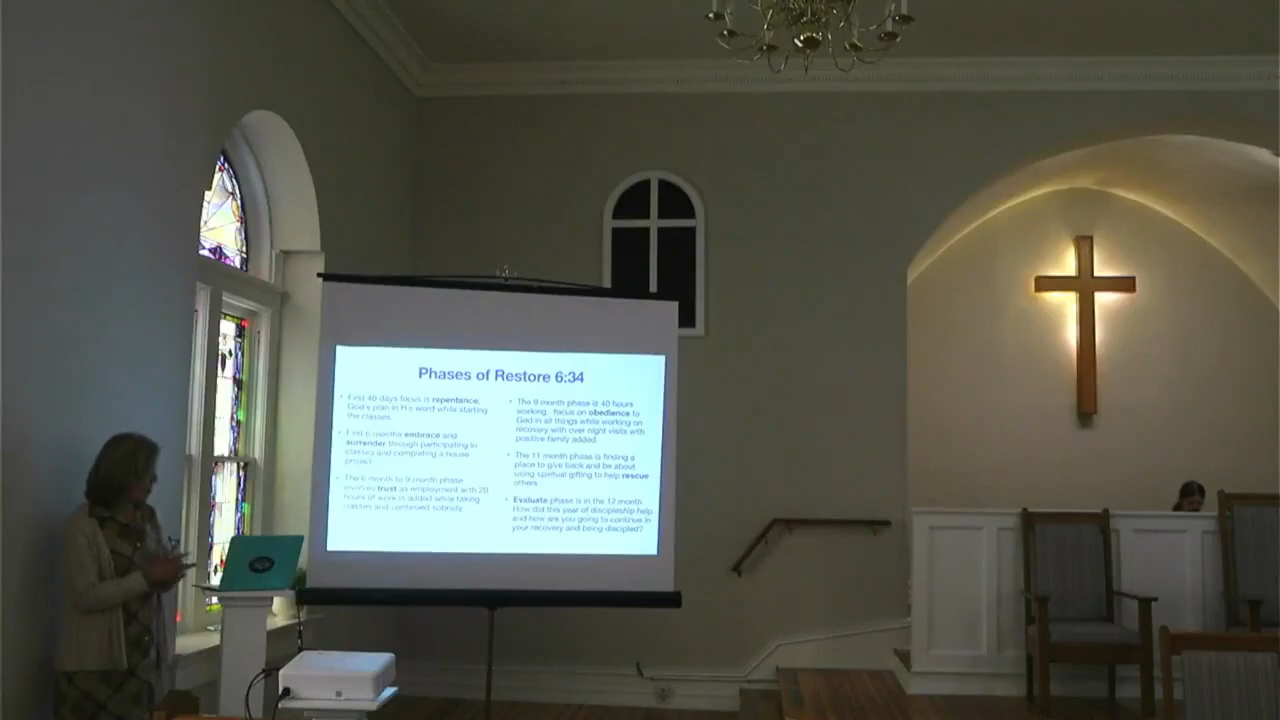 Phases of Restore 6:34
• First 40 days focus is repentance,
God's plan in His word while starting
the classes.
• First 6 months embrace and
surrender through participating in
classes and completing a house
project.
• The 6 month to 9 month phase
involves trust as employment with 20
hours of work is added while taking
classes and continued sobriety.
• The 9 month phase is 40 hours
working, focus on obedience to
God in all things while working on
recovery with over night visits with
positive family added.
• The 11 month phase is finding a
place to give back and be about
using spiritual gifting to help rescue
others.
• Evaluate phase is in the 12 month.
How did this year of discipleship help
and how are you going to continue in
your recovery and being discipled?